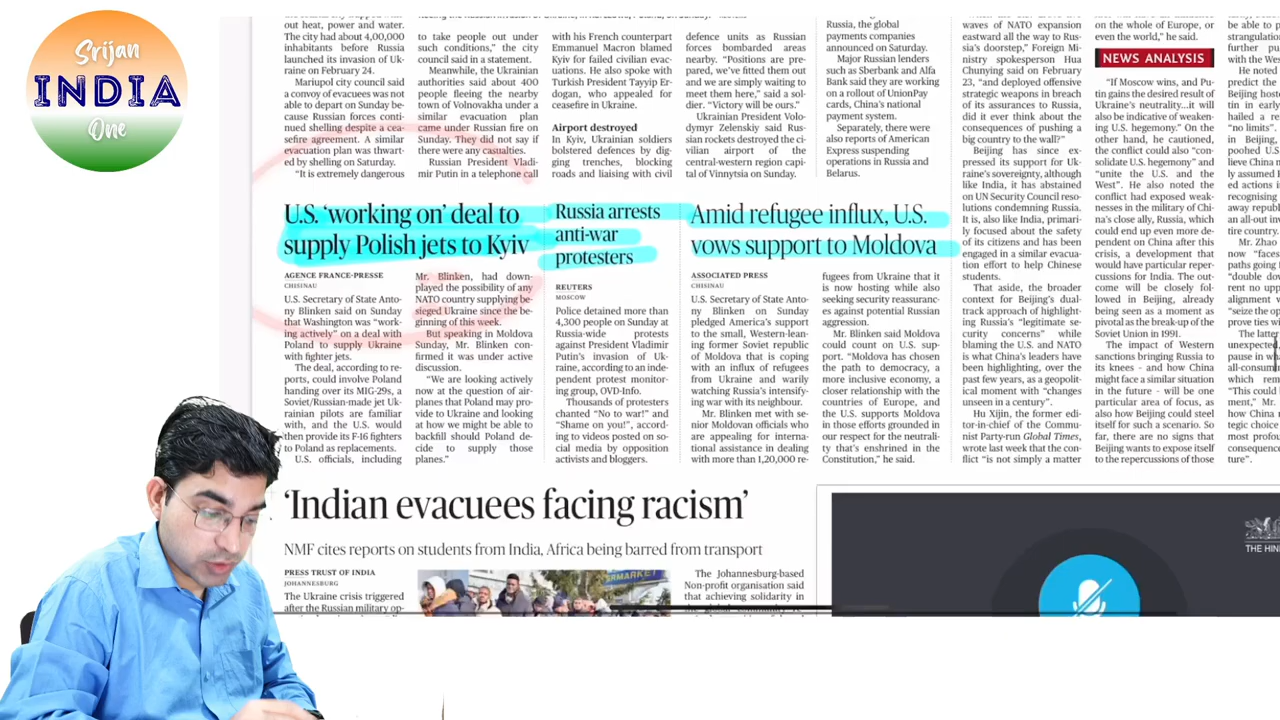 Srijan
INDIA
One
out heat, power and water.
The city had about 4,00,000
inhabitants before Russia
launched its invasion of Uk-
raine on February 24.
Mariupol city council said
a convoy of evacuees was not
able to depart on Sunday be-
cause Russian forces conti-
nued shelling despite a cea-
sefire agreement. A similar
evacuation plan was thwart-
ed by shelling on Saturday.
“It is extremely dangerous
to take people out under
such conditions,” the city
council said in a statement.
Meanwhile, the Ukrainian
authorities said about 400
people fleeing the nearby
town of Volnovakha under
a similar evacuation plan
came under Russian fire on
Sunday. They did not say if
there were any casualties.
Russian President Vladi-
mir Putin in a telephone call
with his French counterpart
Emmanuel Macron blamed
Kyiv for failed civilian evac-
uations. He also spoke with
Turkish President Tayyip Er-
dogan, who appealed for
ceasefire in Ukraine.
Airport destroyed
In Kyiv, Ukrainian soldiers
bolstered defences by dig-
ging trenches, blocking
roads and liaising with civil
defence units as Russian
forces bombarded areas
nearby. “Positions are pre-
pared, we’ve fitted them out
and we are simply waiting to
meet them here,” said a sol-
dier. “Victory will be ours.”
Ukrainian President Volo-
dymyr Zelenskiy said Rus-
sian rockets destroyed the ci-
vilian airport of the
central-western region capi-
tal of Vinnytsia on Sunday.
Russia, the global
payments companies
announced on Saturday.
Major Russian lenders
such as Sberbank and Alfa
Bank said they are working
on a rollout of UnionPay
cards, China’s national
payment system.
Separately, there were
also reports of American
Express suspending
operations in Russia and
Belarus.
U.S. ‘working on’ deal to
supply Polish jets to Kyiv
AGENCE FRANCE-PRESSE
CHISINAU
U.S. Secretary of State Anto-
ny Blinken said on Sunday
that Washington was “work-
ing actively” on a deal with
Poland to supply Ukraine
with fighter jets.
The deal, according to re-
ports, could involve Poland
handing over its MIG-29s, a
Soviet/Russian-made jet Uk-
rainian pilots are familiar
with, and the U.S. would
then provide its F-16 fighters
to Poland as replacements.
U.S. officials, including
Mr. Blinken, had down-
played the possibility of any
NATO country supplying be-
sieged Ukraine since the be-
ginning of this week.
But speaking in Moldova
Sunday, Mr. Blinken con-
firmed it was under active
discussion.
“We are looking actively
now at the question of air-
planes that Poland may pro-
vide to Ukraine and looking
at how we might be able to
backfill should Poland de-
cide to supply those
planes.”
Russia arrests
anti-war
protesters
REUTERS
MOSCOW
Police detained more than
4,300 people on Sunday at
Russia-wide protests
against President Vladimir
Putin’s invasion of Uk-
raine, according to an inde-
pendent protest monitor-
ing group, OVD-Info.
Thousands of protesters
chanted “No to war!” and
“Shame on you!”, accord-
ing to videos posted on so-
cial media by opposition
activists and bloggers.
Amid refugee influx, U.S.
vows support to Moldova
ASSOCIATED PRESS
CHISINAU
U.S. Secretary of State Anto-
ny Blinken on Sunday
pledged America’s support
to the small, Western-lean-
ing former Soviet republic
of Moldova that is coping
with an influx of refugees
from Ukraine and warily
watching Russia’s intensify-
ing war with its neighbour.
Mr. Blinken met with se-
nior Moldovan officials who
are appealing for interna-
tional assistance in dealing
with more than 1,20,000 re-
fugees from Ukraine that it
is now hosting while also
seeking security reassuranc-
es against potential Russian
aggression.
Mr. Blinken said Moldova
could count on U.S. sup-
port. “Moldova has chosen
the path to democracy, a
more inclusive economy, a
closer relationship with the
countries of Europe, and
the U.S. supports Moldova
in those efforts grounded in
our respect for the neutrali-
ty that’s enshrined in the
Constitution,” he said.
waves of NATO expansion
eastward all the way to Rus-
sia’s doorstep,” Foreign Mi-
nistry spokesperson Hua
Chunying said on February
23, “and deployed offensive
strategic weapons in breach
of its assurances to Russia,
did it ever think about the
consequences of pushing a
big country to the wall?”
Beijing has since ex-
pressed its support for Uk-
raine’s sovereignty, although
like India, it has abstained
on UN Security Council reso-
lutions condemning Russia.
It is, also like India, primari-
ly focused about the safety
of its citizens and has been
engaged in a similar evacua-
tion effort to help Chinese
students.
That aside, the broader
context for Beijing’s dual-
track approach of highlight-
ing Russia’s “legitimate se-
curity concerns” while
blaming the U.S. and NATO
is what China’s leaders have
been highlighting, over the
past few years, as a geopolit-
ical moment with “changes
unseen in a century”.
Hu Xijin, the former edi-
tor-in-chief of the Commu-
nist Party-run Global Times,
wrote last week that the con-
flict “is not simply a matter
on the whole of Europe, or
even the world,” he said.
NEWS ANALYSIS
“If Moscow wins, and Pu-
tin gains the desired result of
Ukraine’s neutrality...it will
also be indicative of weaken-
ing U.S. hegemony.” On the
other hand, he cautioned,
the conflict could also “con-
solidate U.S. hegemony” and
“unite the U.S. and the
West”. He also noted the
conflict had exposed weak-
nesses in the military of Chi-
na’s close ally, Russia, which
could end up even more de-
pendent on China after this
crisis, a development that
would have particular reper-
cussions for India. The out-
come will be closely fol-
lowed in Beijing, already
being seen as a moment as
pivotal as the break-up of the
Soviet Union in 1991.
The impact of Western
sanctions bringing Russia to
its knees - and how China
might face a similar situation
in the future - will be one
particular area of focus, as
also how Beijing could steel
itself for such a scenario. So
far, there are no signs that
Beijing wants to expose itself
to the repercussions of those
‘Indian evacuees facing racism’
NMF cites reports on students from India, Africa being barred from transport
PRESS TRUST OF INDIA
JOHANNESBURG
The Ukraine crisis triggered
after the Russian military op-
The Johannesburg-based
Non-profit organisation said
that achieving solidarity in
THE HIN